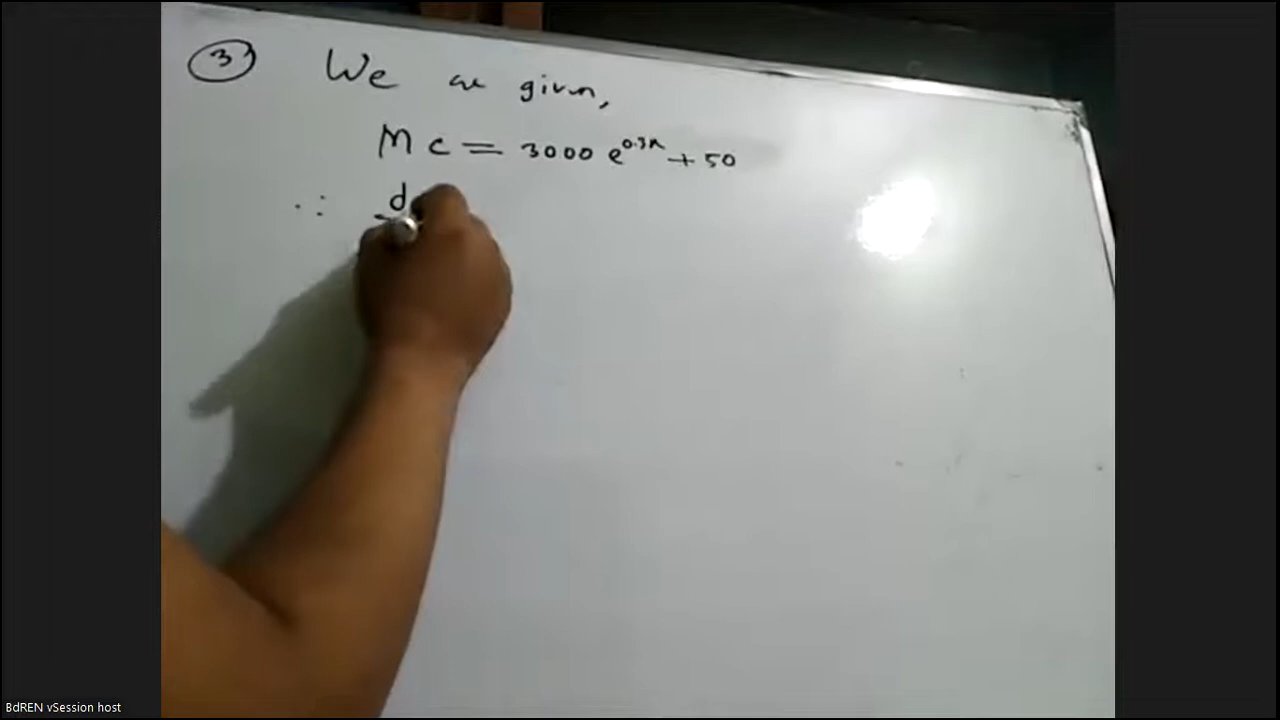 ③ We are given,
MC = 3000 e^{0.3x} + 50
∴ d
BdREN vSession host